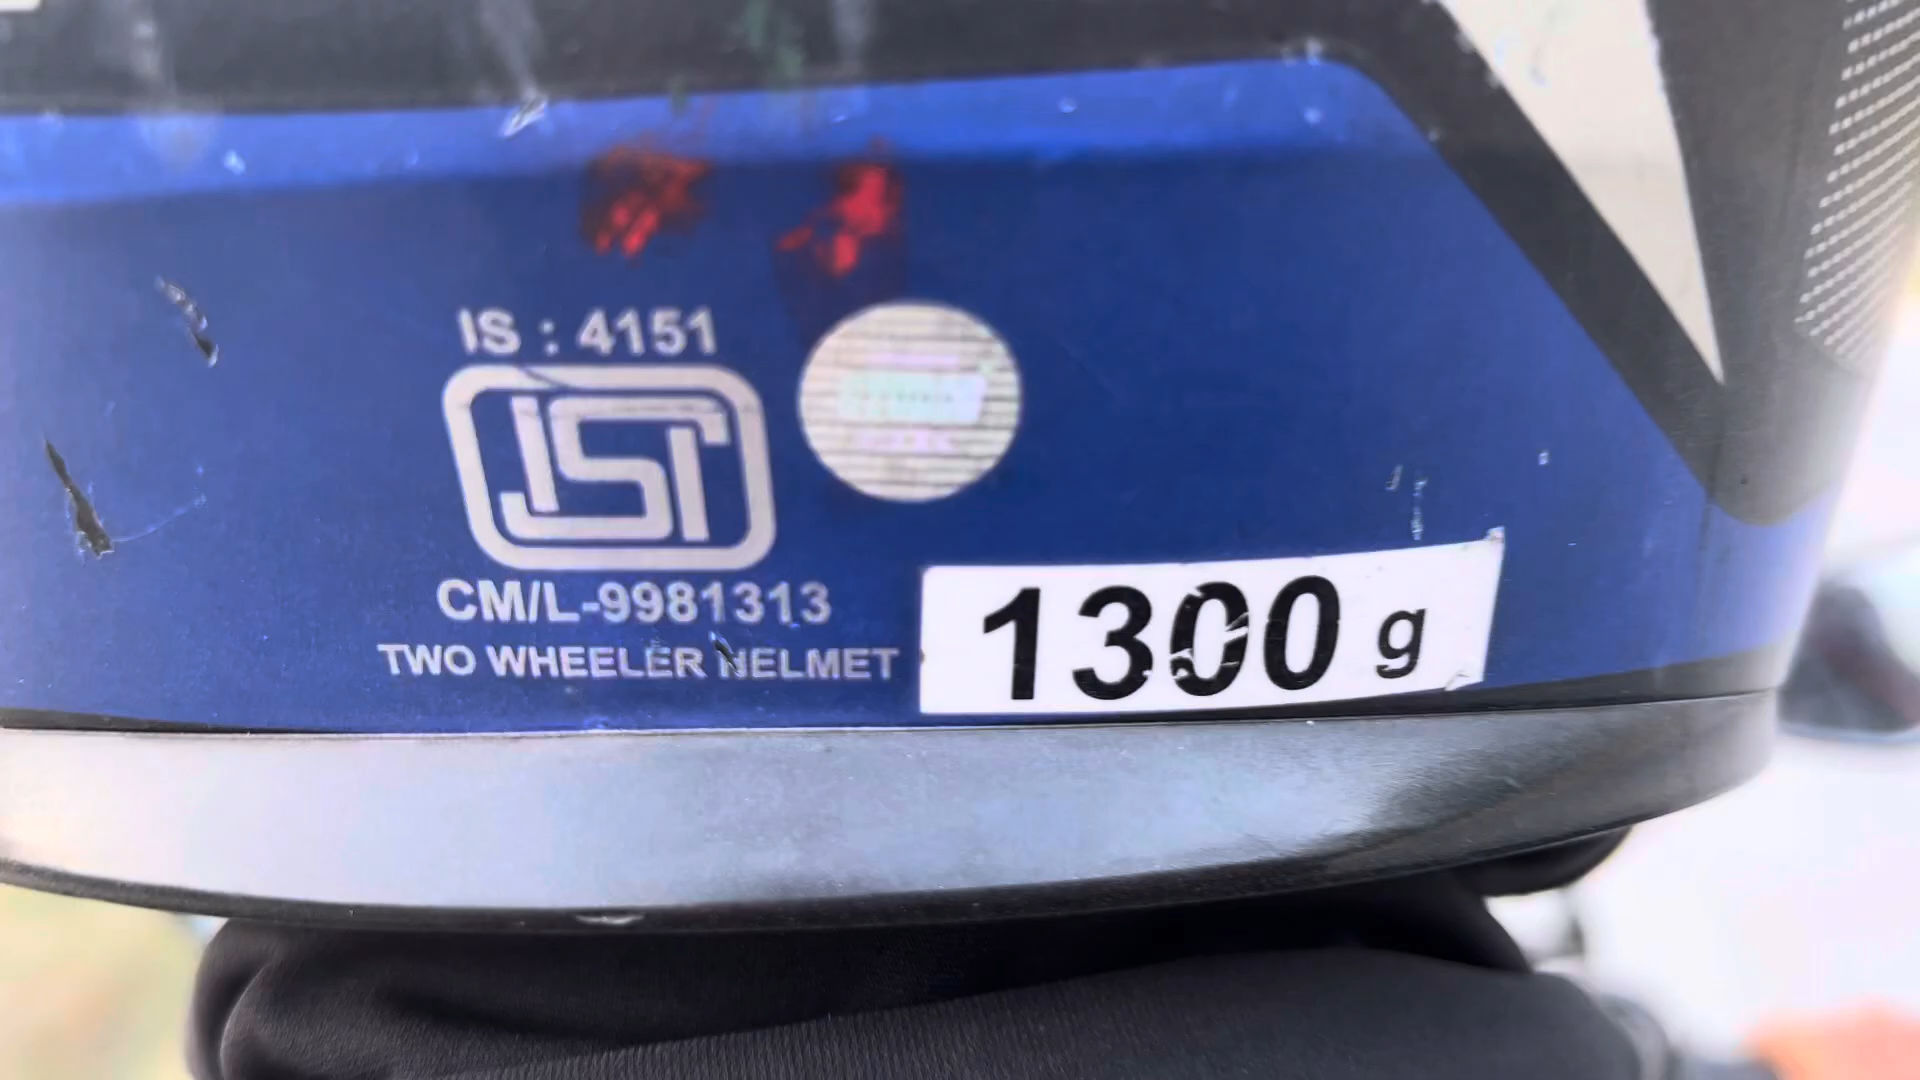 IS : 4151
ISI
CM/L-9981313
TWO WHEELER HELMET
1300 g